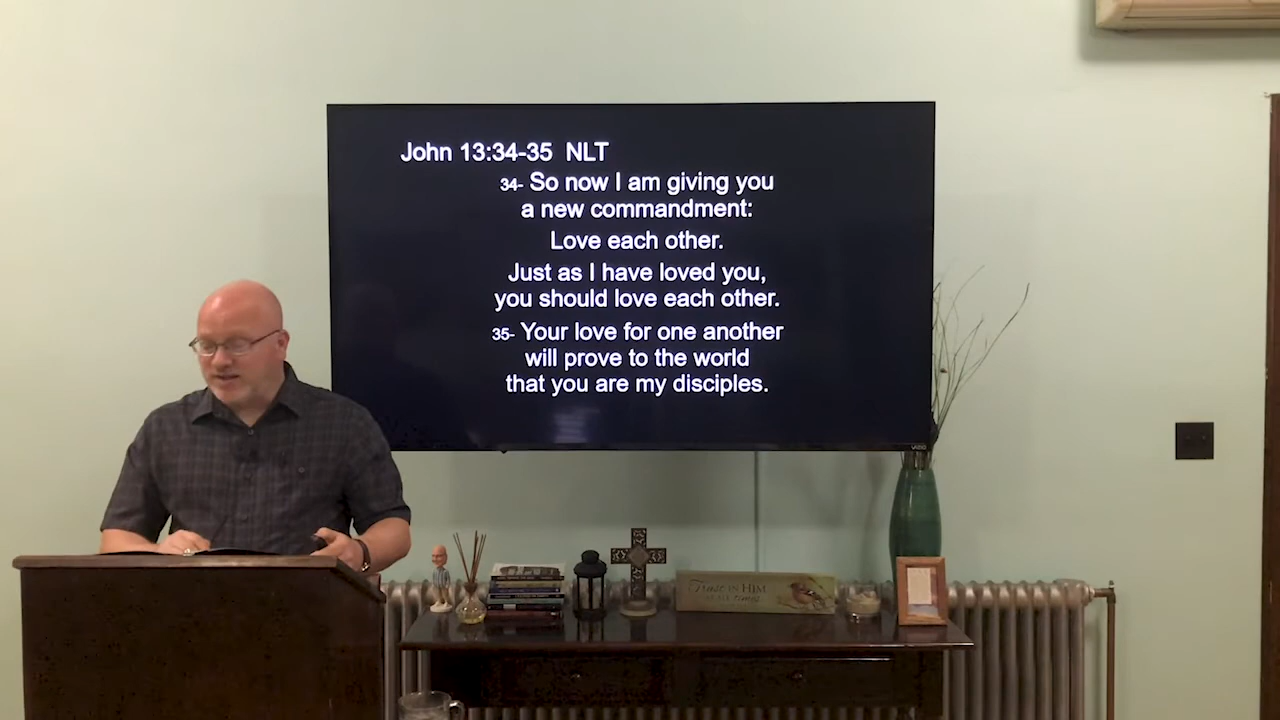 John 13:34-35 NLT
34- So now I am giving you
a new commandment:
Love each other.
Just as I have loved you,
you should love each other.
35- Your love for one another
will prove to the world
that you are my disciples.
VIZIO
TRUST IN HIM